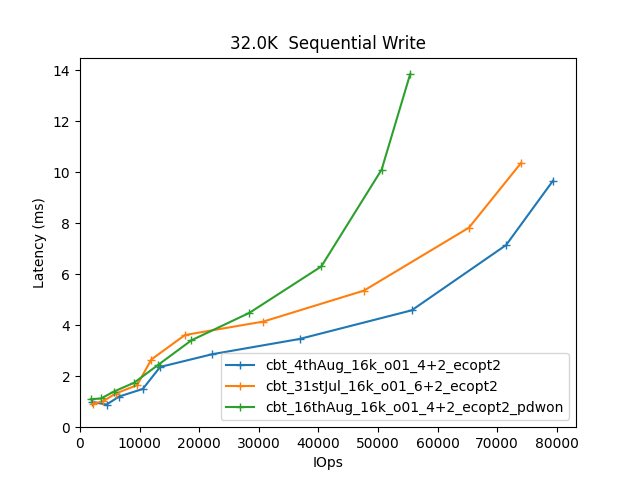 32.0K  Sequential Write
14
12
10
8
6
4
2
0
Latency (ms)
0 10000 20000 30000 40000 50000 60000 70000 80000
IOps
cbt_4thAug_16k_o01_4+2_ecopt2
cbt_31stJul_16k_o01_6+2_ecopt2
cbt_16thAug_16k_o01_4+2_ecopt2_pdwon